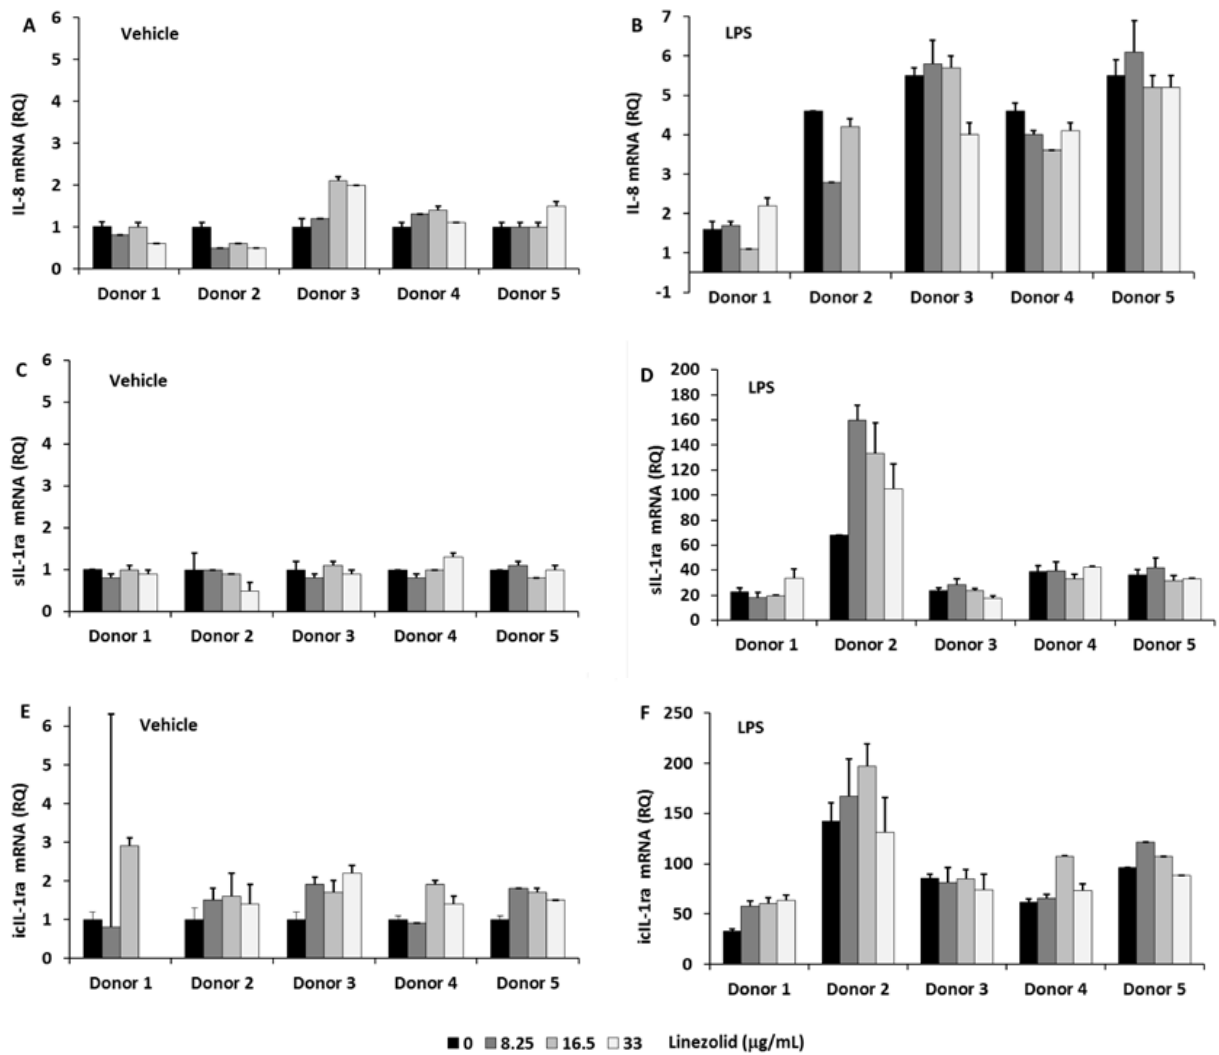 A
Vehicle
IL-8 mRNA (RQ)
6
5
4
3
2
1
0
Donor 1 Donor 2 Donor 3 Donor 4 Donor 5
B
LPS
IL-8 mRNA (RQ)
7
6
5
4
3
2
1
-1
Donor 1 Donor 2 Donor 3 Donor 4 Donor 5
C
Vehicle
sIL-1ra mRNA (RQ)
6
5
4
3
2
1
0
Donor 1 Donor 2 Donor 3 Donor 4 Donor 5
D
LPS
sIL-1ra mRNA (RQ)
200
180
160
140
120
100
80
60
40
20
0
Donor 1 Donor 2 Donor 3 Donor 4 Donor 5
E
Vehicle
icIL-1ra mRNA (RQ)
6
5
4
3
2
1
0
Donor 1 Donor 2 Donor 3 Donor 4 Donor 5
F
LPS
icIL-1ra mRNA (RQ)
250
200
150
100
50
0
Donor 1 Donor 2 Donor 3 Donor 4 Donor 5
0 8.25 16.5 33 Linezolid (μg/mL)